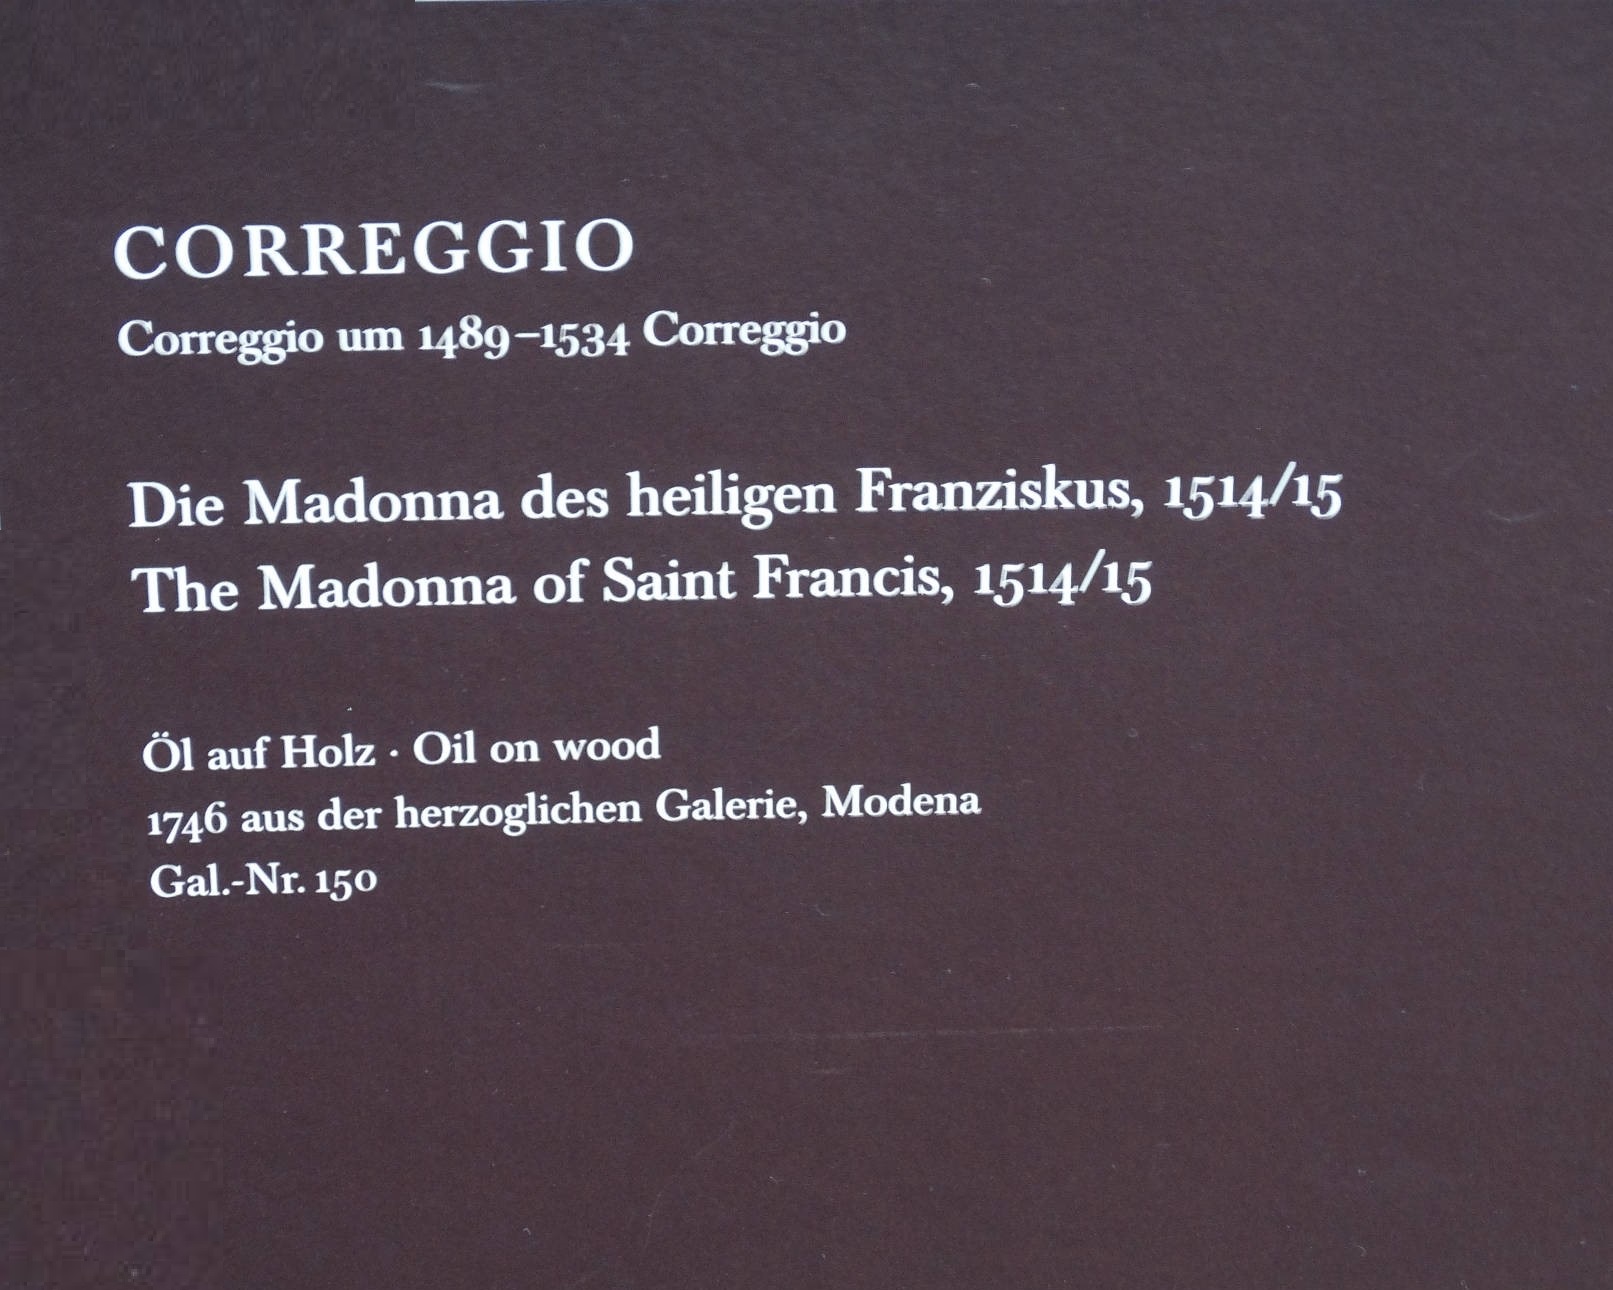 CORREGGIO
Correggio um 1489–1534 Correggio
Die Madonna des heiligen Franziskus, 1514/15
The Madonna of Saint Francis, 1514/15
Öl auf Holz · Oil on wood
1746 aus der herzoglichen Galerie, Modena
Gal.-Nr. 150